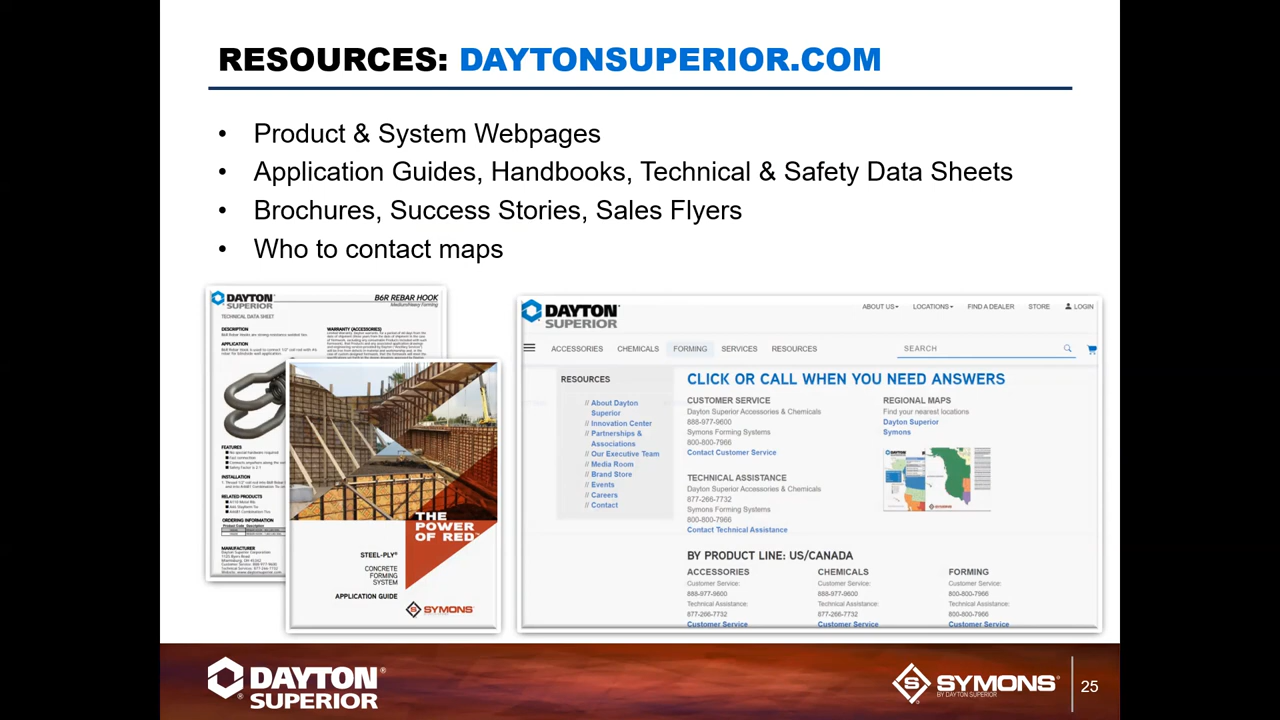 RESOURCES: DAYTONSUPERIOR.COM
• Product & System Webpages
• Application Guides, Handbooks, Technical & Safety Data Sheets
• Brochures, Success Stories, Sales Flyers
• Who to contact maps
DAYTON
SUPERIOR
B6R REBAR HOOK
Medium/Heavy Forming
TECHNICAL DATA SHEET
DESCRIPTION
APPLICATION
WARRANTY (ACCESSORIES)
FEATURES
INSTALLATION
RELATED PRODUCTS
ORDERING INFORMATION
MANUFACTURER
THE
POWER
OF RED™
STEEL-PLY®
CONCRETE
FORMING
SYSTEM
APPLICATION GUIDE
SYMONS
DAYTON
SUPERIOR
ABOUT US LOCATIONS FIND A DEALER STORE LOGIN
ACCESSORIES CHEMICALS FORMING SERVICES RESOURCES SEARCH
RESOURCES
// About Dayton
Superior
// Innovation Center
// Partnerships &
Associations
// Our Executive Team
// Media Room
// Brand Store
// Events
// Careers
// Contact
CLICK OR CALL WHEN YOU NEED ANSWERS
CUSTOMER SERVICE
Dayton Superior Accessories & Chemicals
888-977-9600
Symons Forming Systems
800-800-7966
Contact Customer Service
REGIONAL MAPS
Find your nearest locations
Dayton Superior
Symons
TECHNICAL ASSISTANCE
Dayton Superior Accessories & Chemicals
877-266-7732
Symons Forming Systems
800-800-7966
Contact Technical Assistance
BY PRODUCT LINE: US/CANADA
ACCESSORIES
Customer Service:
888-977-9600
Technical Assistance:
877-266-7732
Customer Service
CHEMICALS
Customer Service:
888-977-9600
Technical Assistance:
877-266-7732
Customer Service
FORMING
Customer Service:
800-800-7966
Technical Assistance:
800-800-7966
Customer Service
DAYTON
SUPERIOR®
SYMONS®
BY DAYTON SUPERIOR
25